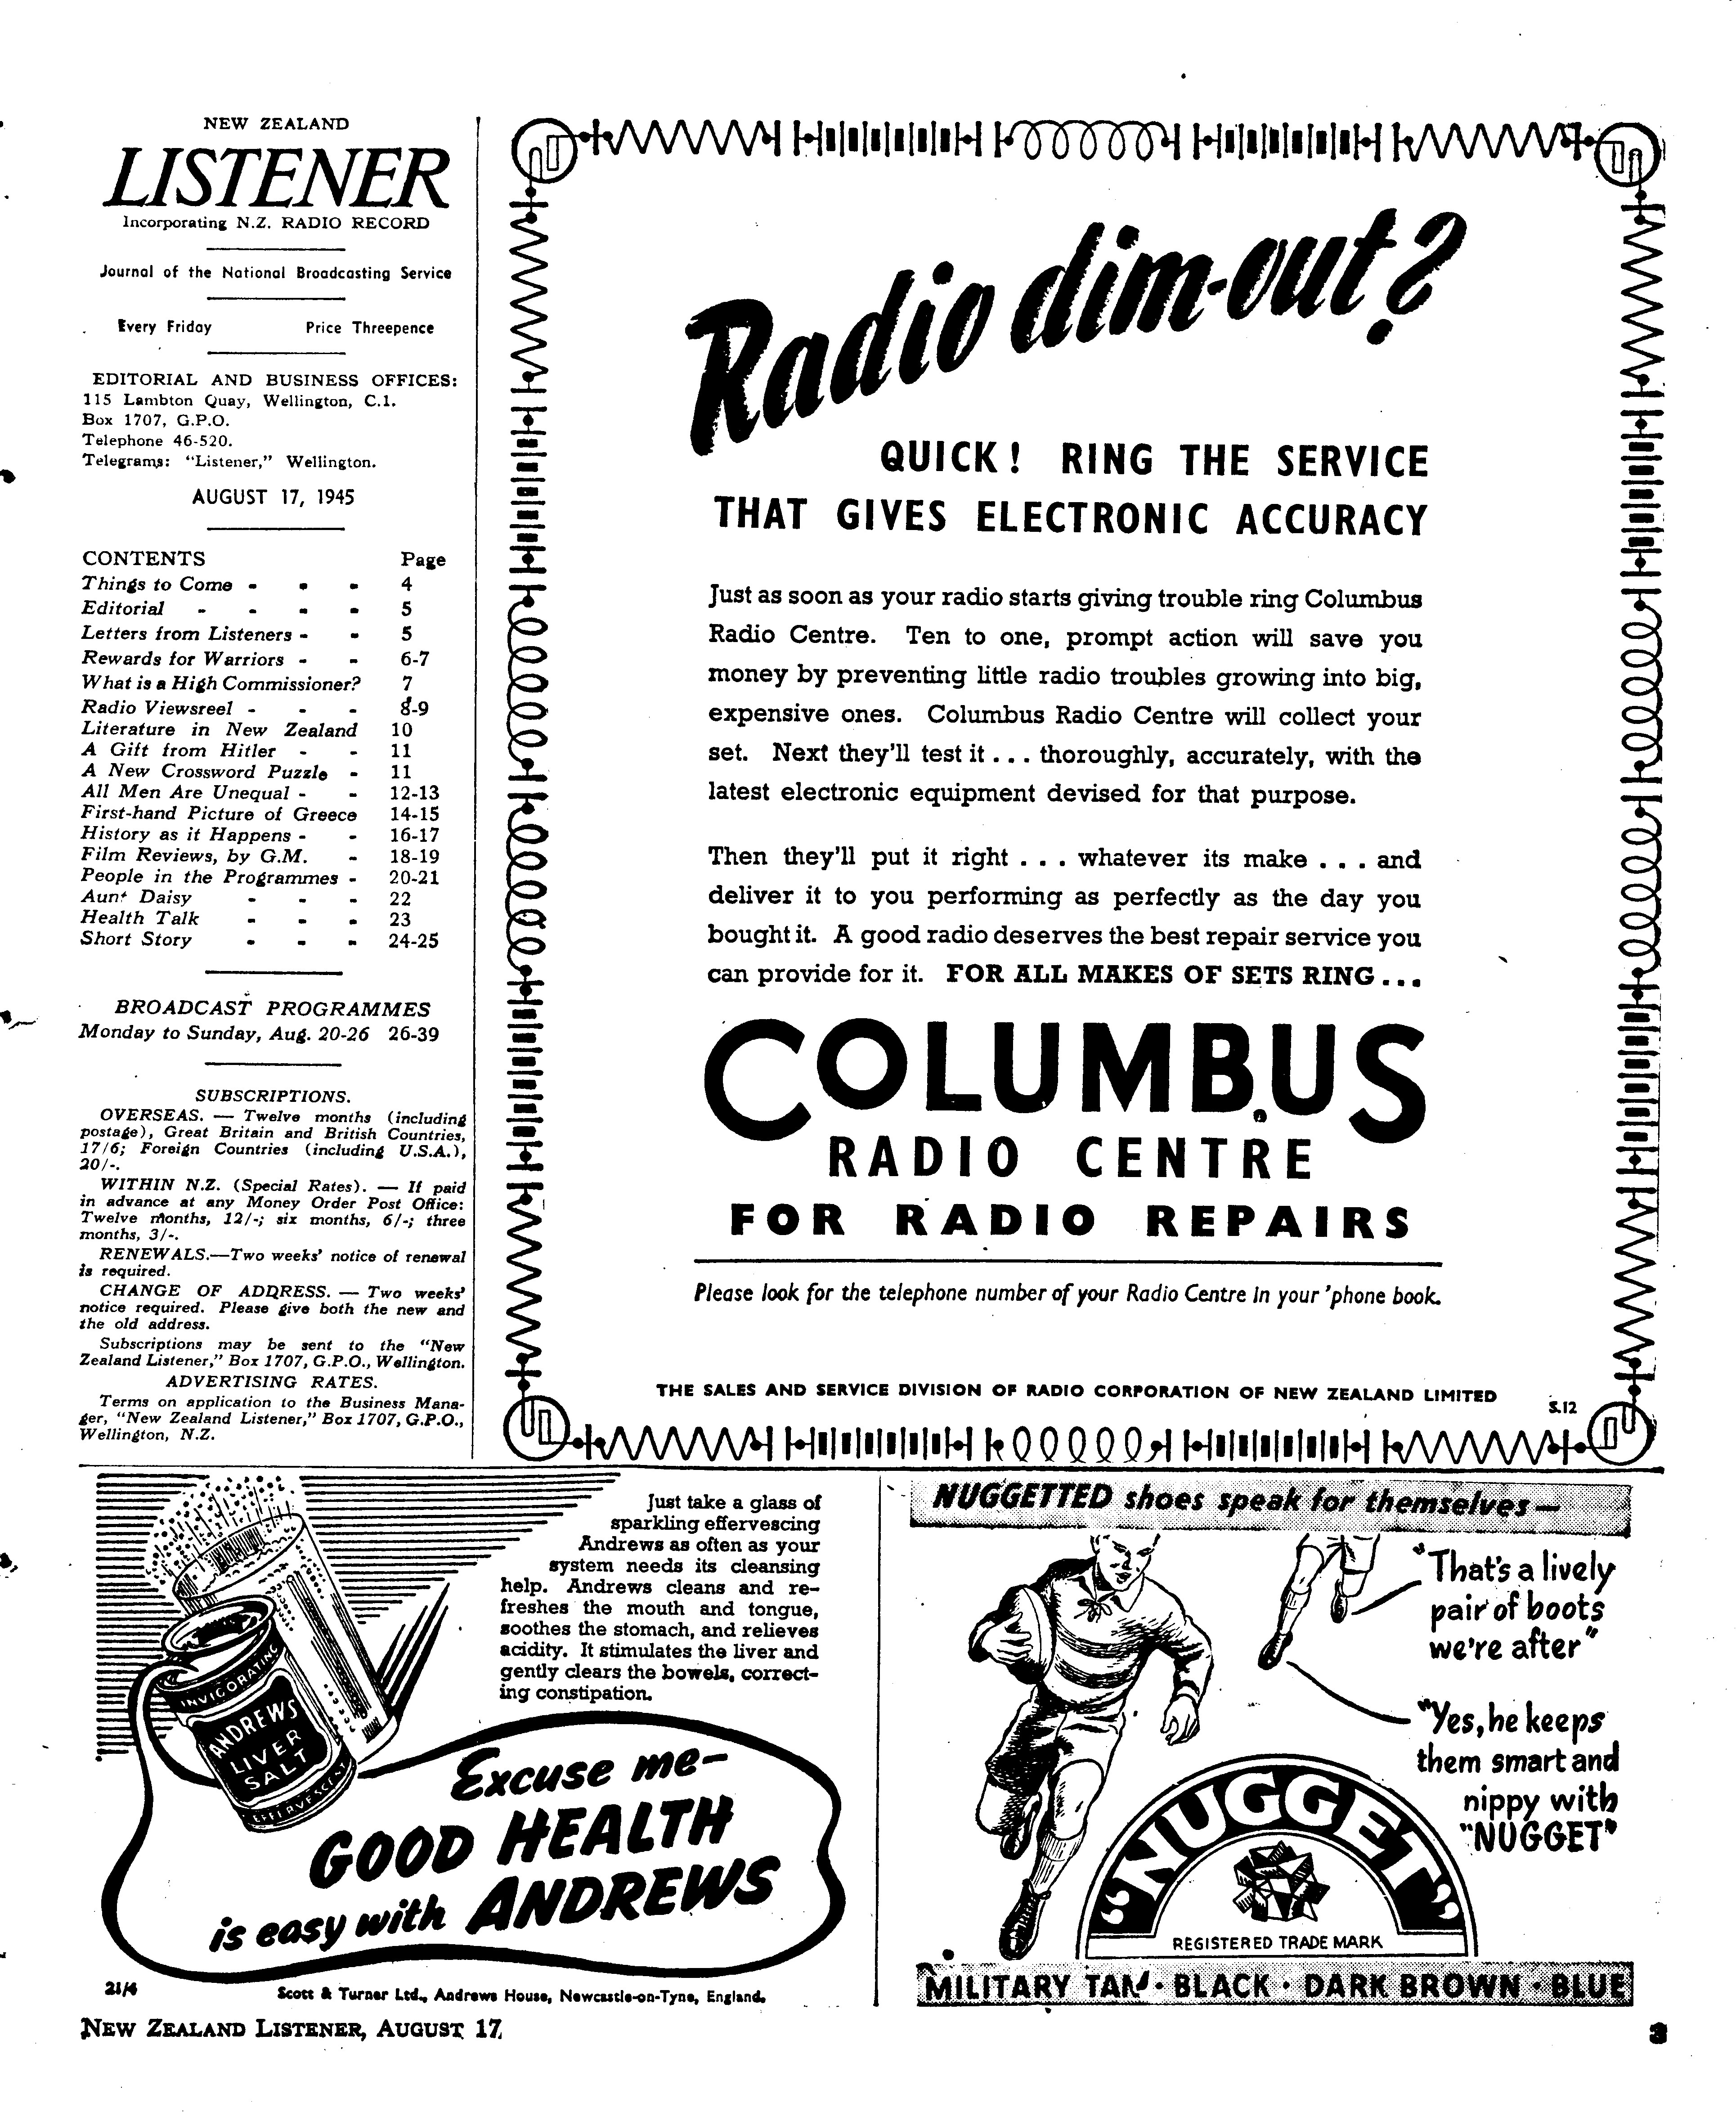 NEW ZEALAND
LISTENER
Incorporating N.Z. RADIO RECORD
Journal of the National Broadcasting Service
Every Friday Price Threepence
EDITORIAL AND BUSINESS OFFICES:
115 Lambton Quay, Wellington, C.1.
Box 1707, G.P.O.
Telephone 46-520.
Telegrams: "Listener," Wellington.
AUGUST 17, 1945
CONTENTS Page
Things to Come - - - 4
Editorial - - - - 5
Letters from Listeners - - 5
Rewards for Warriors - - 6-7
What is a High Commissioner? 7
Radio Viewsreel - - - 8-9
Literature in New Zealand 10
A Gift from Hitler - - 11
A New Crossword Puzzle - 11
All Men Are Unequal - - 12-13
First-hand Picture of Greece 14-15
History as it Happens - - 16-17
Film Reviews, by G.M. - 18-19
People in the Programmes - 20-21
Aunt Daisy - - - 22
Health Talk - - - 23
Short Story - - - 24-25
BROADCAST PROGRAMMES
Monday to Sunday, Aug. 20-26 26-39
SUBSCRIPTIONS.
OVERSEAS. — Twelve months (including
postage), Great Britain and British Countries,
17/6; Foreign Countries (including U.S.A.),
20/-.
WITHIN N.Z. (Special Rates). — If paid
in advance at any Money Order Post Office:
Twelve months, 12/-; six months, 6/-; three
months, 3/-.
RENEWALS.—Two weeks' notice of renewal
is required.
CHANGE OF ADDRESS. — Two weeks'
notice required. Please give both the new and
the old address.
Subscriptions may be sent to the "New
Zealand Listener," Box 1707, G.P.O., Wellington.
ADVERTISING RATES.
Terms on application to the Business Mana-
ger, "New Zealand Listener," Box 1707, G.P.O.,
Wellington, N.Z.
Radio dim-out?
QUICK! RING THE SERVICE
THAT GIVES ELECTRONIC ACCURACY
Just as soon as your radio starts giving trouble ring Columbus
Radio Centre. Ten to one, prompt action will save you
money by preventing little radio troubles growing into big,
expensive ones. Columbus Radio Centre will collect your
set. Next they'll test it . . . thoroughly, accurately, with the
latest electronic equipment devised for that purpose.
Then they'll put it right . . . whatever its make . . . and
deliver it to you performing as perfectly as the day you
bought it. A good radio deserves the best repair service you
can provide for it. FOR ALL MAKES OF SETS RING . . .
COLUMBUS
RADIO CENTRE
FOR RADIO REPAIRS
Please look for the telephone number of your Radio Centre in your 'phone book.
THE SALES AND SERVICE DIVISION OF RADIO CORPORATION OF NEW ZEALAND LIMITED
S.12
Just take a glass of
sparkling effervescing
Andrews as often as your
system needs its cleansing
help. Andrews cleans and re-
freshes the mouth and tongue,
soothes the stomach, and relieves
acidity. It stimulates the liver and
gently clears the bowels, correct-
ing constipation.
INVIGORATING
ANDREWS
LIVER
SALT
EFFERVESCENT
Excuse me—
GOOD HEALTH
is easy with ANDREWS
21/4
Scott & Turner Ltd., Andrews House, Newcastle-on-Tyne, England.
NUGGETTED shoes speak for themselves—
"That's a lively
pair of boots
we're after"
"Yes, he keeps
them smart and
nippy with
"NUGGET"
"NUGGET"
REGISTERED TRADE MARK
MILITARY TAN · BLACK · DARK BROWN · BLUE
NEW ZEALAND LISTENER, AUGUST 17
3